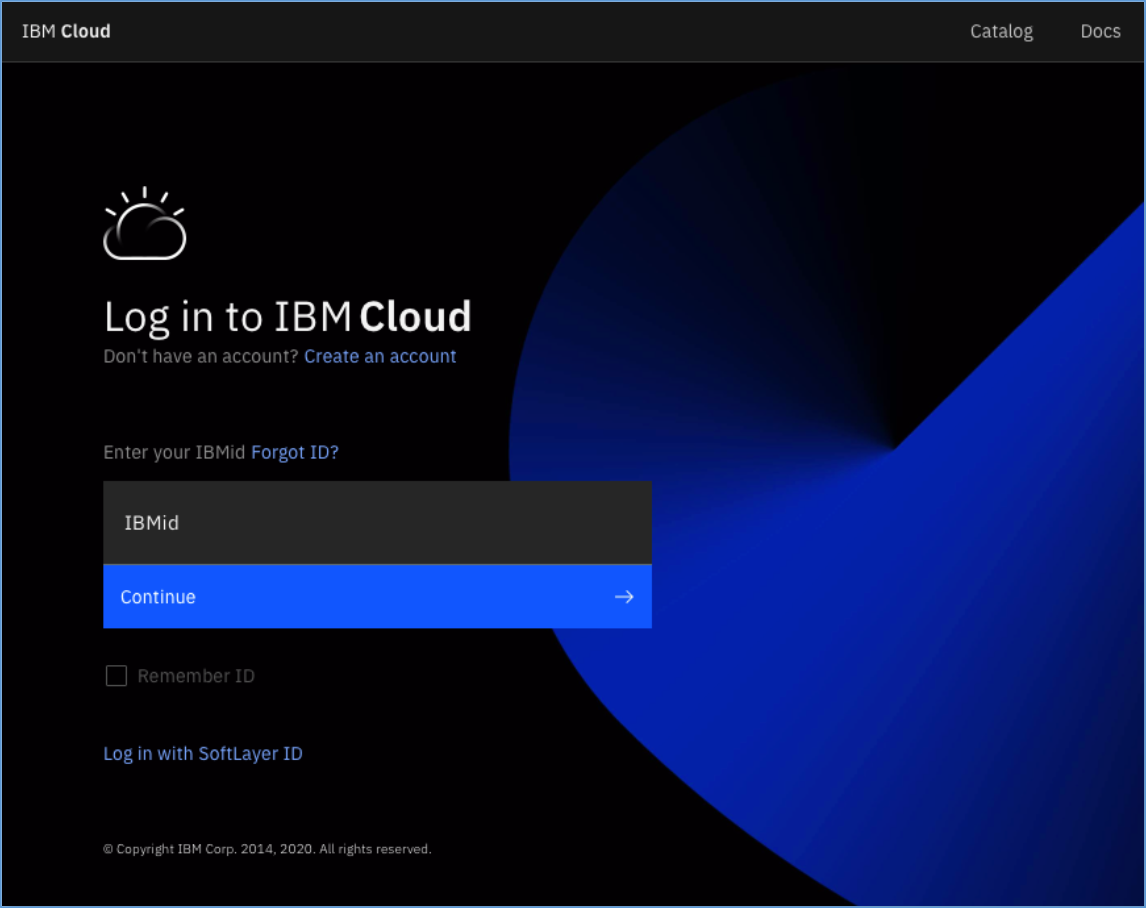 IBM Cloud
Catalog
Docs
Log in to IBM Cloud
Don't have an account? Create an account
Enter your IBMid Forgot ID?
IBMid
Continue
Remember ID
Log in with SoftLayer ID
© Copyright IBM Corp. 2014, 2020. All rights reserved.